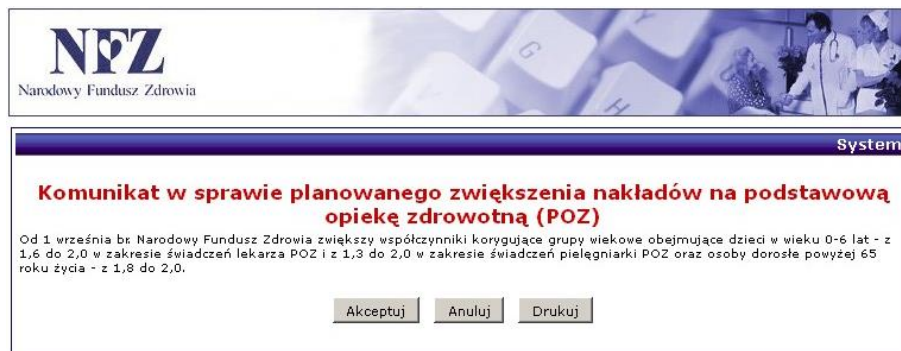 NFZ
Narodowy Fundusz Zdrowia
G
H
System
Komunikat w sprawie planowanego zwiększenia nakładów na podstawową
opiekę zdrowotną (POZ)
Od 1 września br. Narodowy Fundusz Zdrowia zwiększy współczynniki korygujące grupy wiekowe obejmujące dzieci w wieku 0-6 lat - z
1,6 do 2,0 w zakresie świadczeń lekarza POZ i z 1,3 do 2,0 w zakresie świadczeń pielęgniarki POZ oraz osoby dorosłe powyżej 65
roku życia - z 1,8 do 2,0.
Akceptuj Anuluj Drukuj